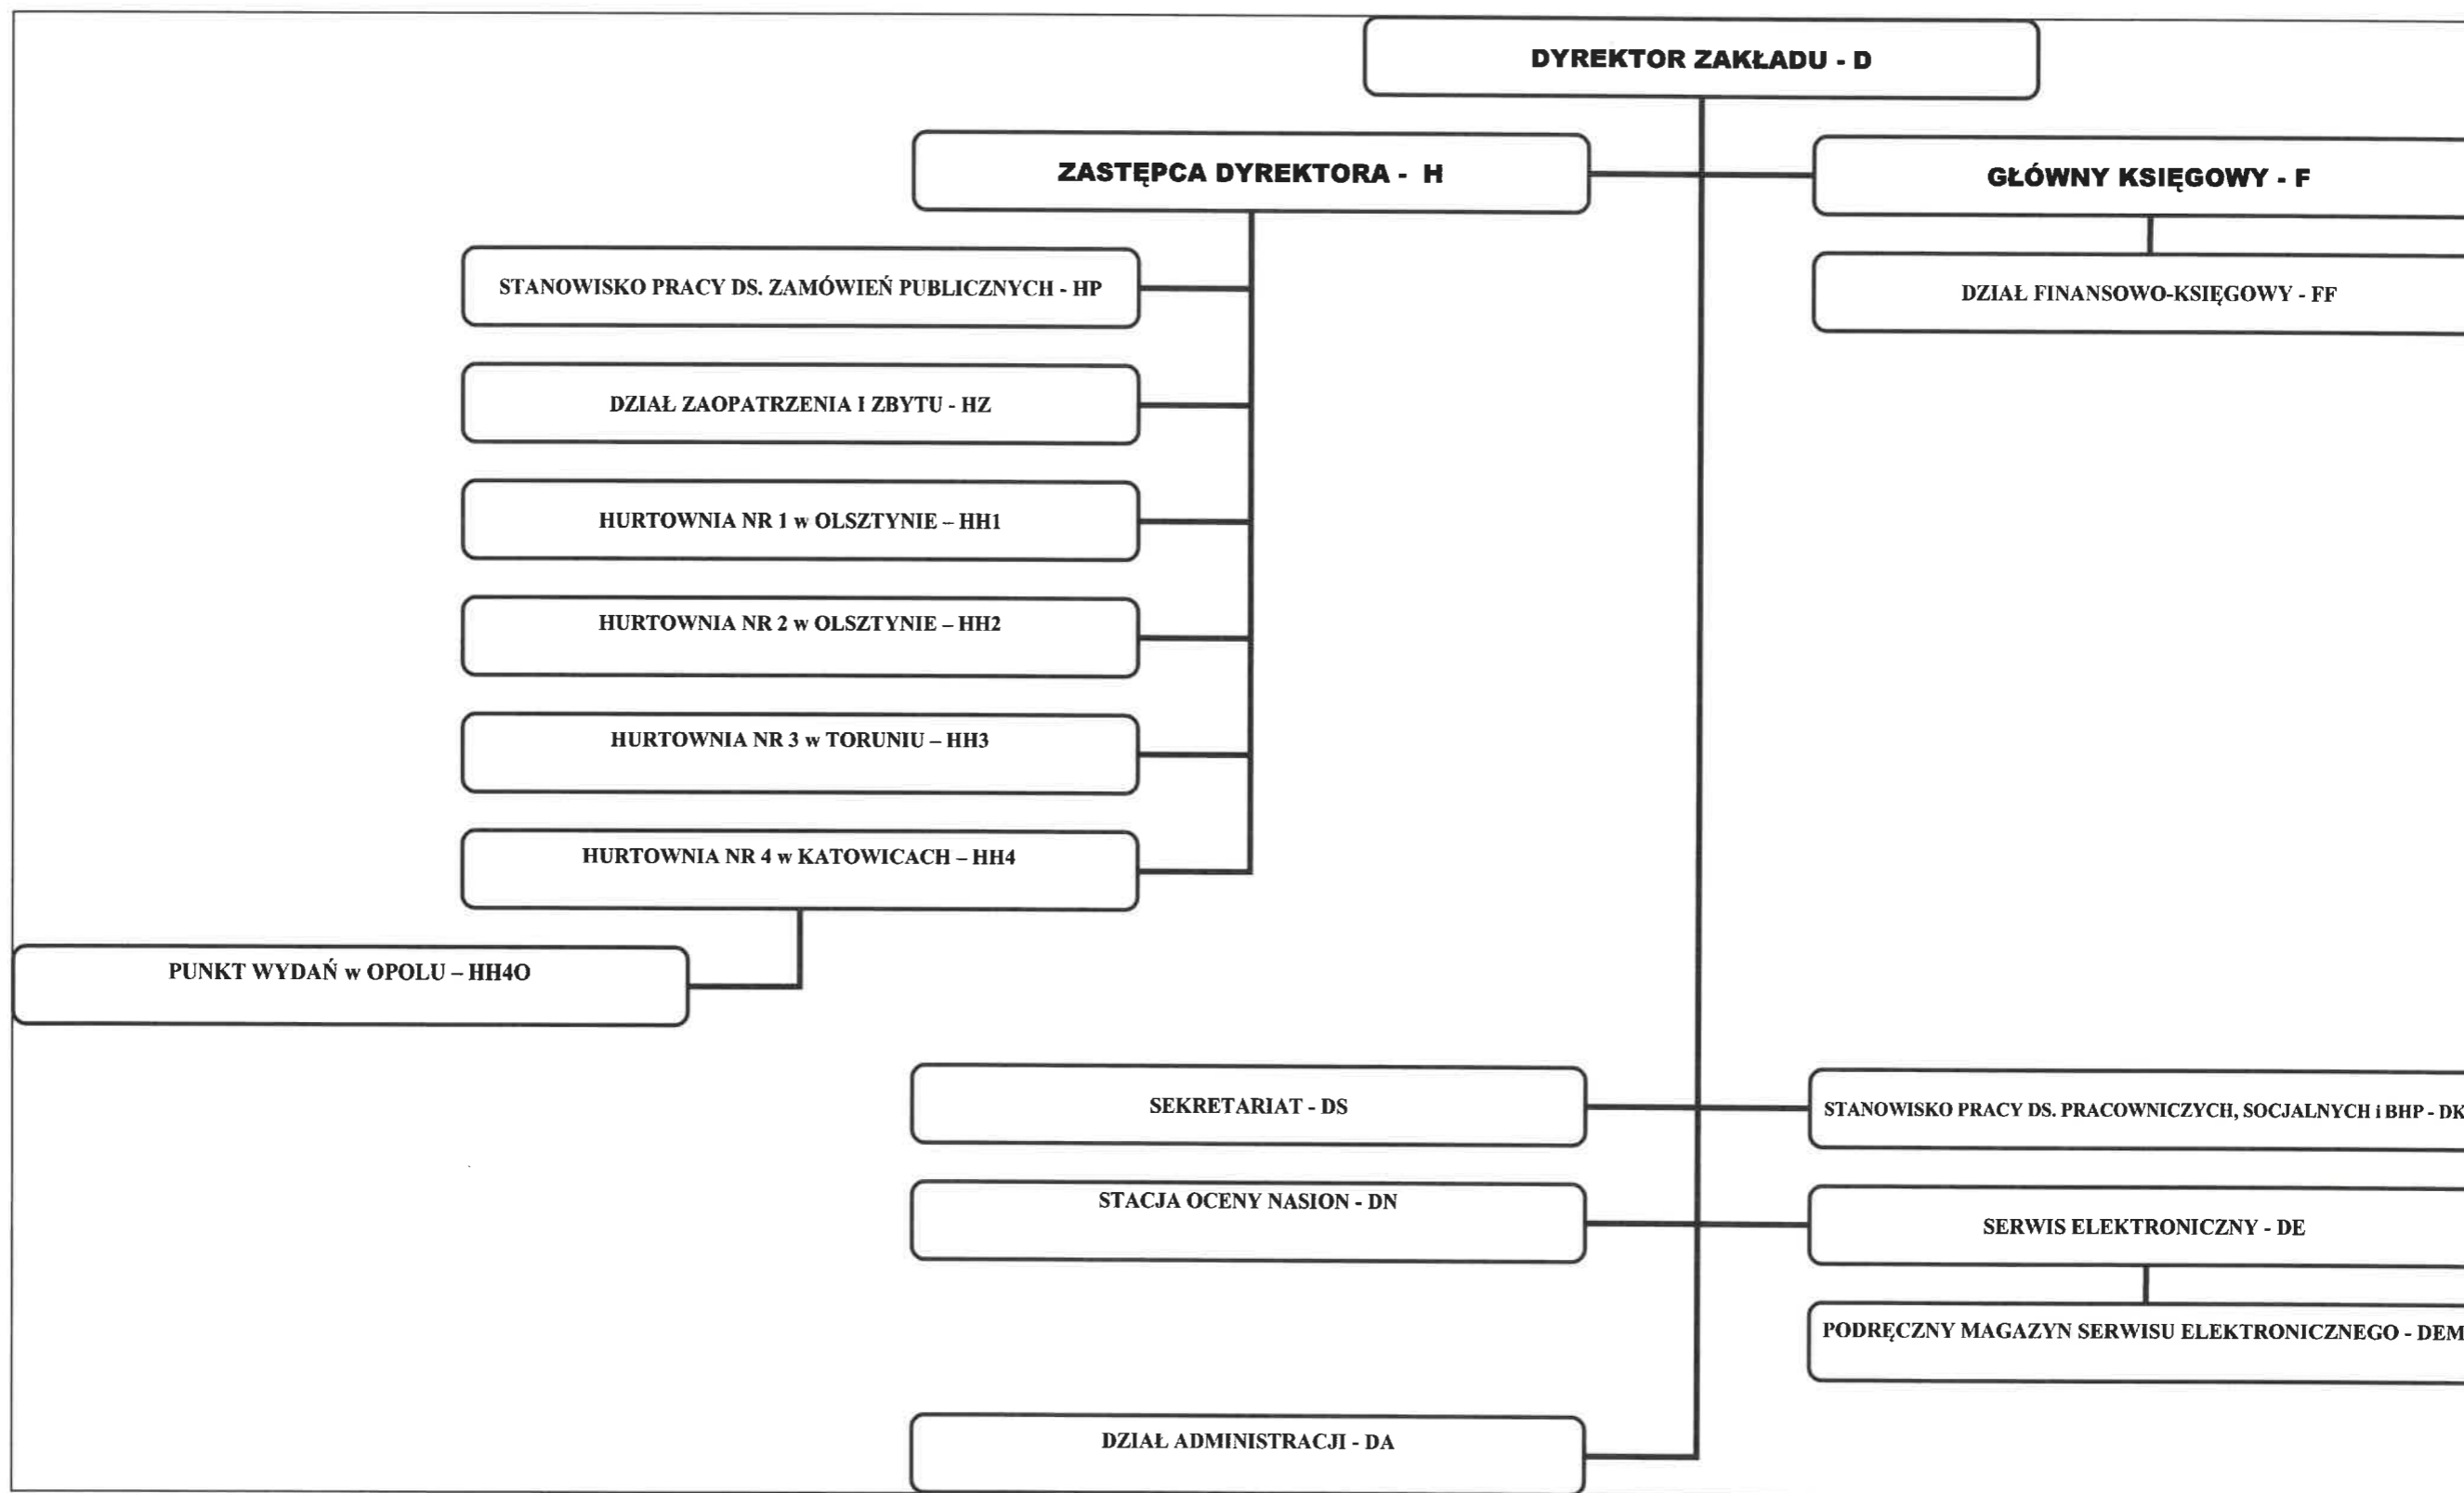 DYREKTOR ZAKŁADU - D
ZASTĘPCA DYREKTORA - H
GŁÓWNY KSIĘGOWY - F
STANOWISKO PRACY DS. ZAMÓWIEŃ PUBLICZNYCH - HP
DZIAŁ FINANSOWO-KSIĘGOWY - FF
DZIAŁ ZAOPATRZENIA I ZBYTU - HZ
HURTOWNIA NR 1 w OLSZTYNIE – HH1
HURTOWNIA NR 2 w OLSZTYNIE – HH2
HURTOWNIA NR 3 w TORUNIU – HH3
HURTOWNIA NR 4 w KATOWICACH – HH4
PUNKT WYDAŃ w OPOLU – HH4O
SEKRETARIAT - DS
STANOWISKO PRACY DS. PRACOWNICZYCH, SOCJALNYCH i BHP - DK
STACJA OCENY NASION - DN
SERWIS ELEKTRONICZNY - DE
PODRĘCZNY MAGAZYN SERWISU ELEKTRONICZNEGO - DEM
DZIAŁ ADMINISTRACJI - DA